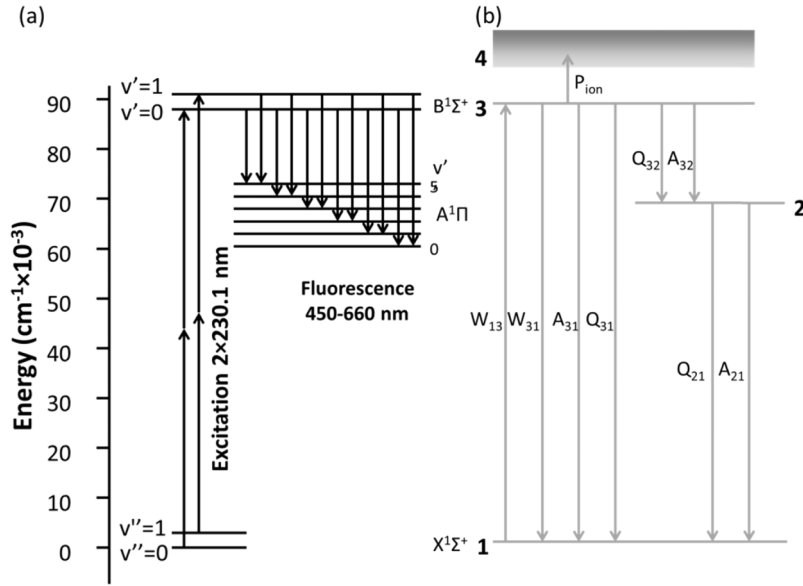 (a)
(b)
Energy (cm⁻¹×10⁻³)
90
80
70
60
50
40
30
20
10
0
v'=1
v'=0
B¹Σ⁺
v'
5
A¹Π
0
Excitation 2×230.1 nm
Fluorescence
450-660 nm
v''=1
v''=0
X¹Σ⁺
4
P_ion
3
Q₃₂ A₃₂
2
W₁₃ W₃₁ A₃₁ Q₃₁
Q₂₁ A₂₁
1